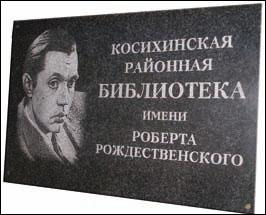 КОСИХИНСКАЯ
РАЙОННАЯ
БИБЛИОТЕКА
ИМЕНИ
РОБЕРТА
РОЖДЕСТВЕНСКОГО